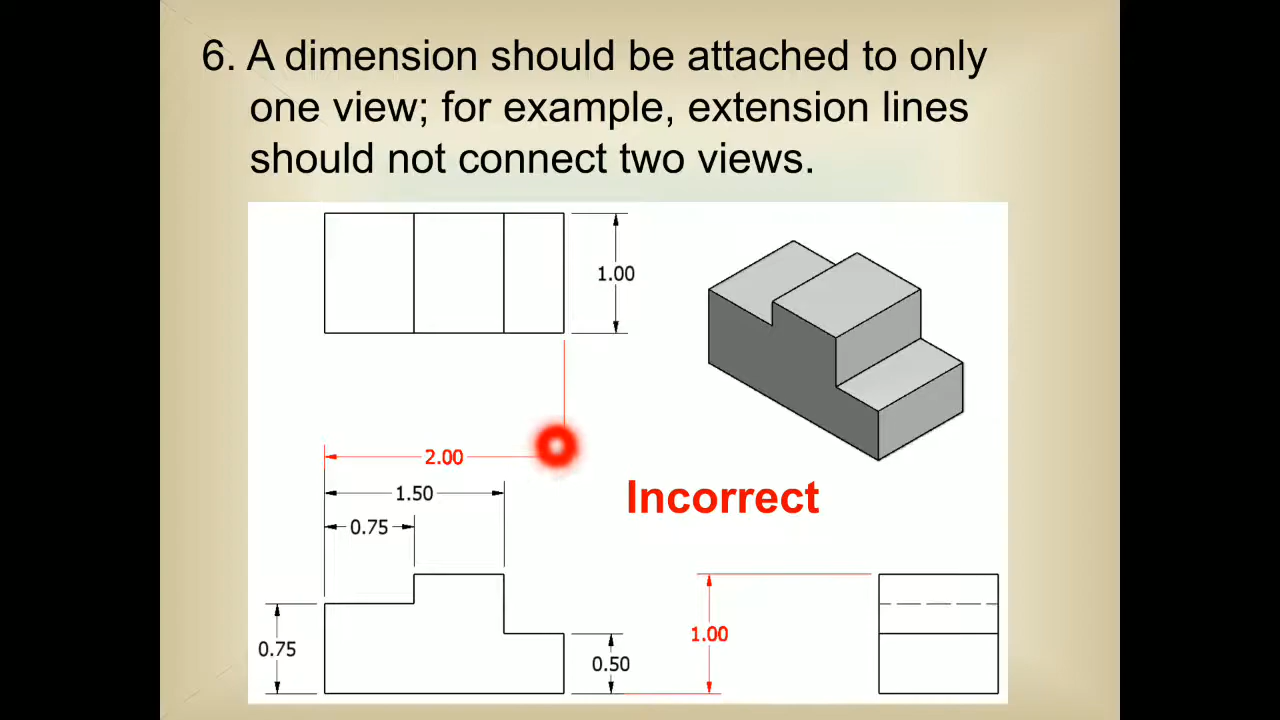 6. A dimension should be attached to only
one view; for example, extension lines
should not connect two views.
1.00
2.00
1.50
Incorrect
0.75
1.00
0.75
0.50